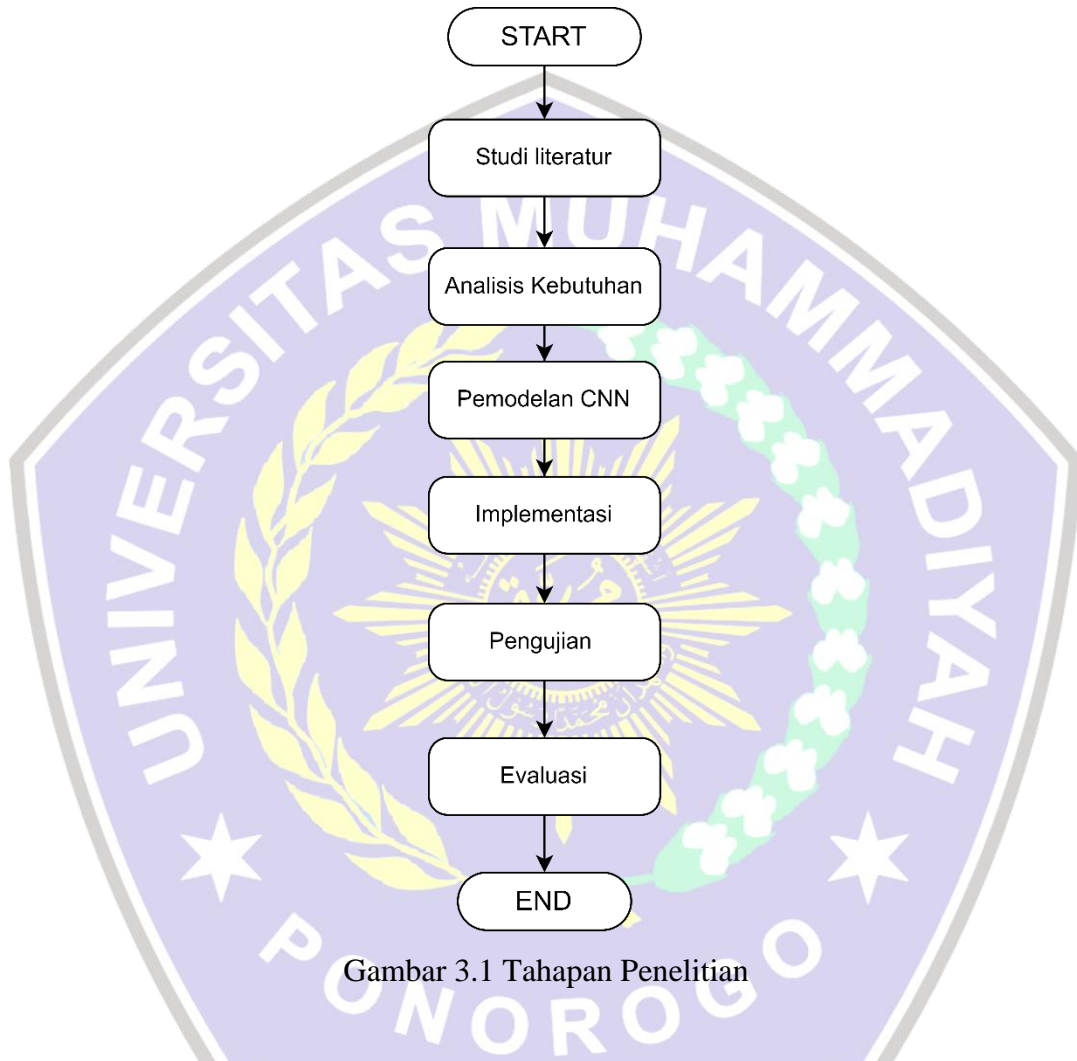 START
Studi literatur
Analisis Kebutuhan
Pemodelan CNN
Implementasi
Pengujian
Evaluasi
END
Gambar 3.1 Tahapan Penelitian
UNIVERSITAS MUHAMMADIYAH
PONOROGO